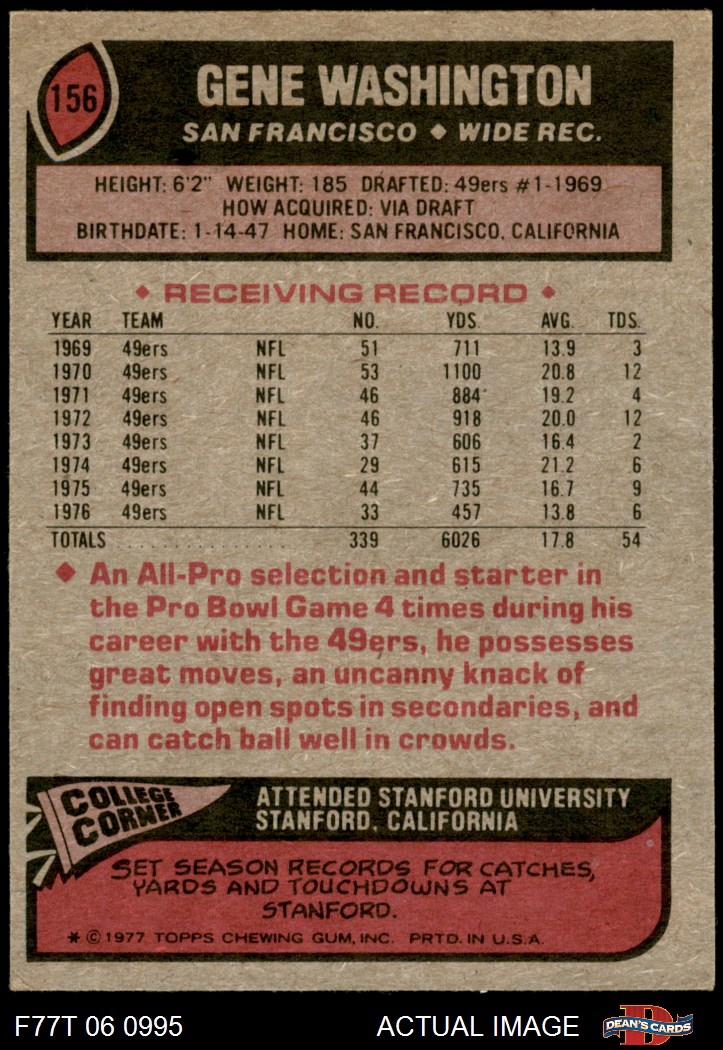 156
GENE WASHINGTON
SAN FRANCISCO ◆ WIDE REC.
HEIGHT: 6'2" WEIGHT: 185 DRAFTED: 49ers #1-1969
HOW ACQUIRED: VIA DRAFT
BIRTHDATE: 1-14-47 HOME: SAN FRANCISCO, CALIFORNIA
◆ RECEIVING RECORD ◆
YEAR TEAM NO. YDS. AVG. TDS.
1969 49ers NFL 51 711 13.9 3
1970 49ers NFL 53 1100 20.8 12
1971 49ers NFL 46 884 19.2 4
1972 49ers NFL 46 918 20.0 12
1973 49ers NFL 37 606 16.4 2
1974 49ers NFL 29 615 21.2 6
1975 49ers NFL 44 735 16.7 9
1976 49ers NFL 33 457 13.8 6
TOTALS . . . . . . . . . . . . . . . 339 6026 17.8 54
◆ An All-Pro selection and starter in
the Pro Bowl Game 4 times during his
career with the 49ers, he possesses
great moves, an uncanny knack of
finding open spots in secondaries, and
can catch ball well in crowds.
COLLEGE
CORNER
ATTENDED STANFORD UNIVERSITY
STANFORD, CALIFORNIA
SET SEASON RECORDS FOR CATCHES,
YARDS AND TOUCHDOWNS AT
STANFORD.
* © 1977 TOPPS CHEWING GUM, INC. PRTD. IN U.S.A.
F77T 06 0995 ACTUAL IMAGE D DEAN'S CARDS